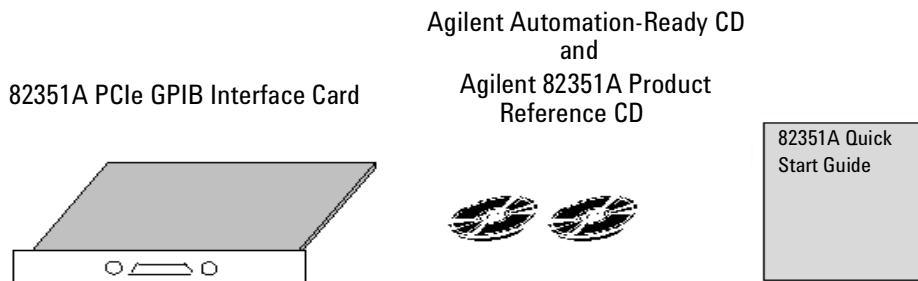 82351A PCIe GPIB Interface Card
Agilent Automation-Ready CD
and
Agilent 82351A Product
Reference CD
82351A Quick
Start Guide